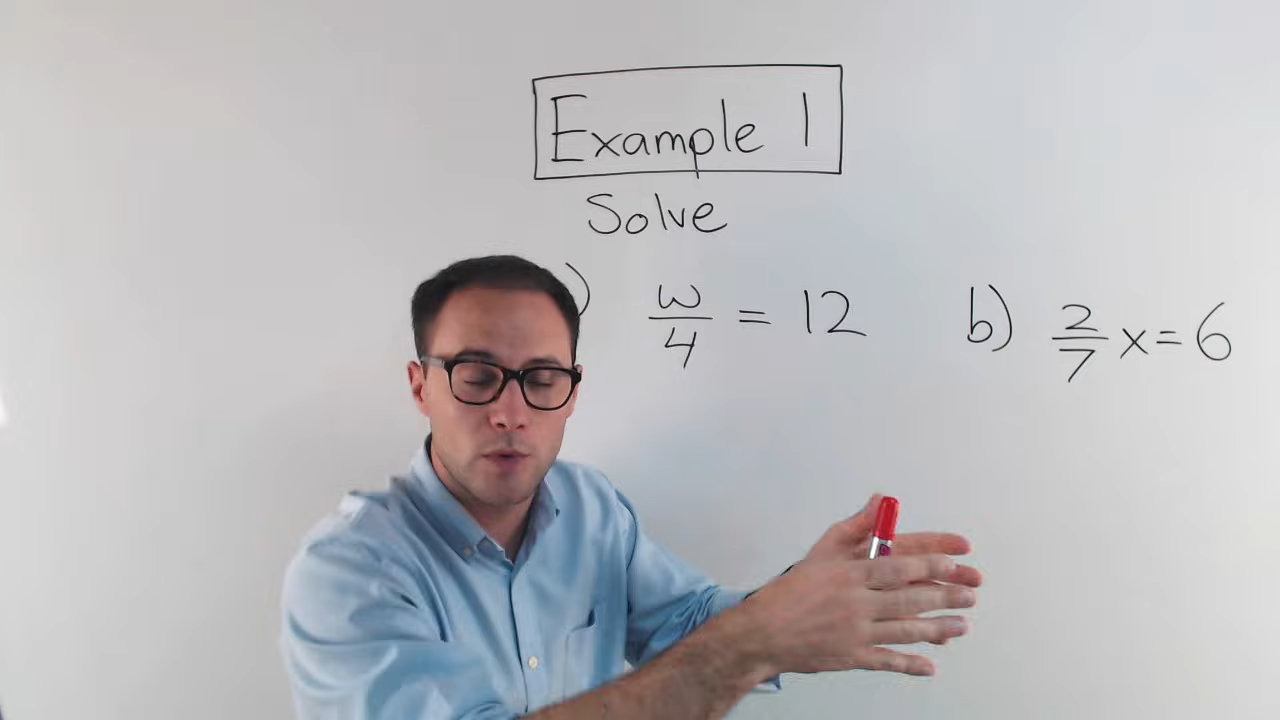 Example 1
Solve
) w/4 = 12
b) 2/7 x = 6